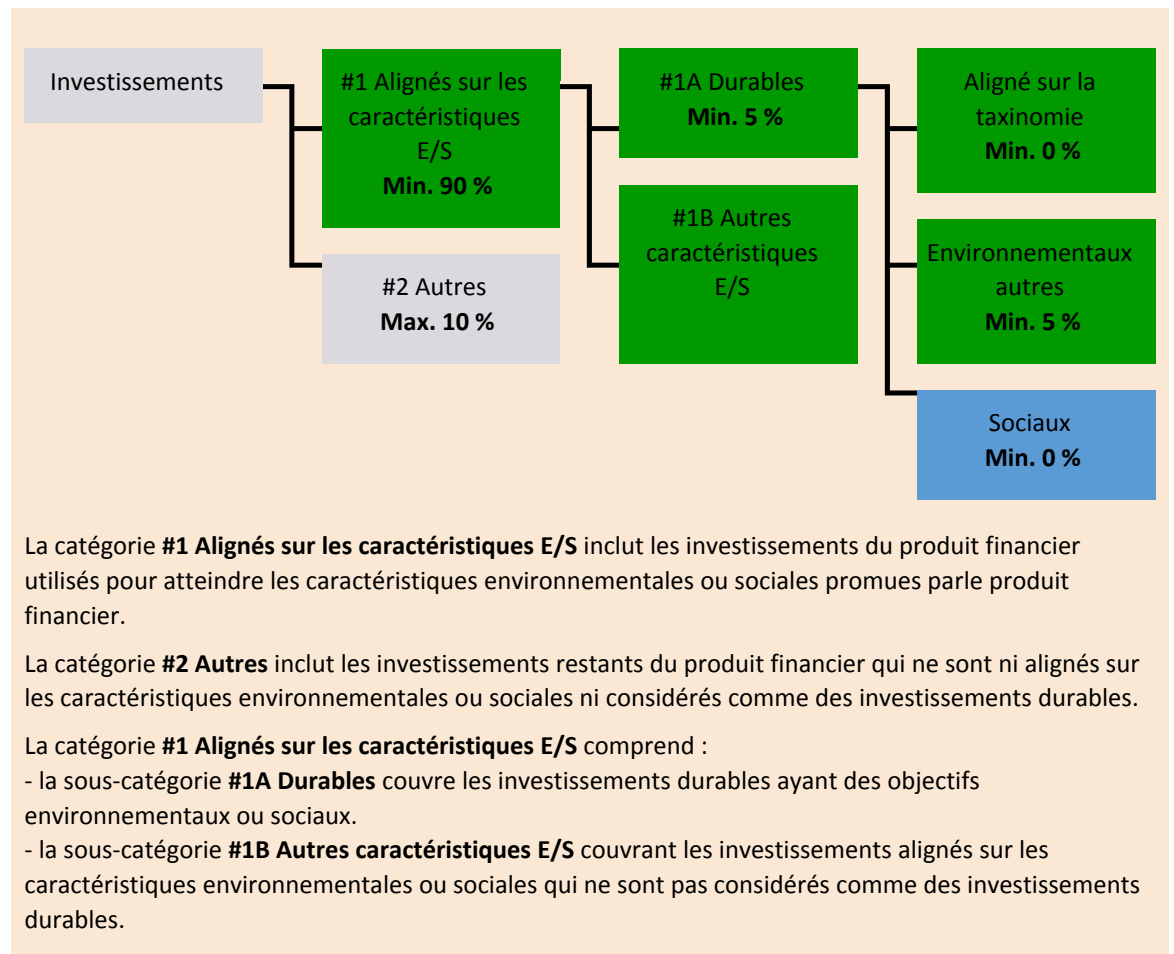 Investissements
#1 Alignés sur les
caractéristiques
E/S
Min. 90 %
#2 Autres
Max. 10 %
#1A Durables
Min. 5 %
#1B Autres
caractéristiques
E/S
Aligné sur la
taxinomie
Min. 0 %
Environnementaux
autres
Min. 5 %
Sociaux
Min. 0 %
La catégorie #1 Alignés sur les caractéristiques E/S inclut les investissements du produit financier
utilisés pour atteindre les caractéristiques environnementales ou sociales promues parle produit
financier.
La catégorie #2 Autres inclut les investissements restants du produit financier qui ne sont ni alignés sur
les caractéristiques environnementales ou sociales ni considérés comme des investissements durables.
La catégorie #1 Alignés sur les caractéristiques E/S comprend :
- la sous-catégorie #1A Durables couvre les investissements durables ayant des objectifs
environnementaux ou sociaux.
- la sous-catégorie #1B Autres caractéristiques E/S couvrant les investissements alignés sur les
caractéristiques environnementales ou sociales qui ne sont pas considérés comme des investissements
durables.